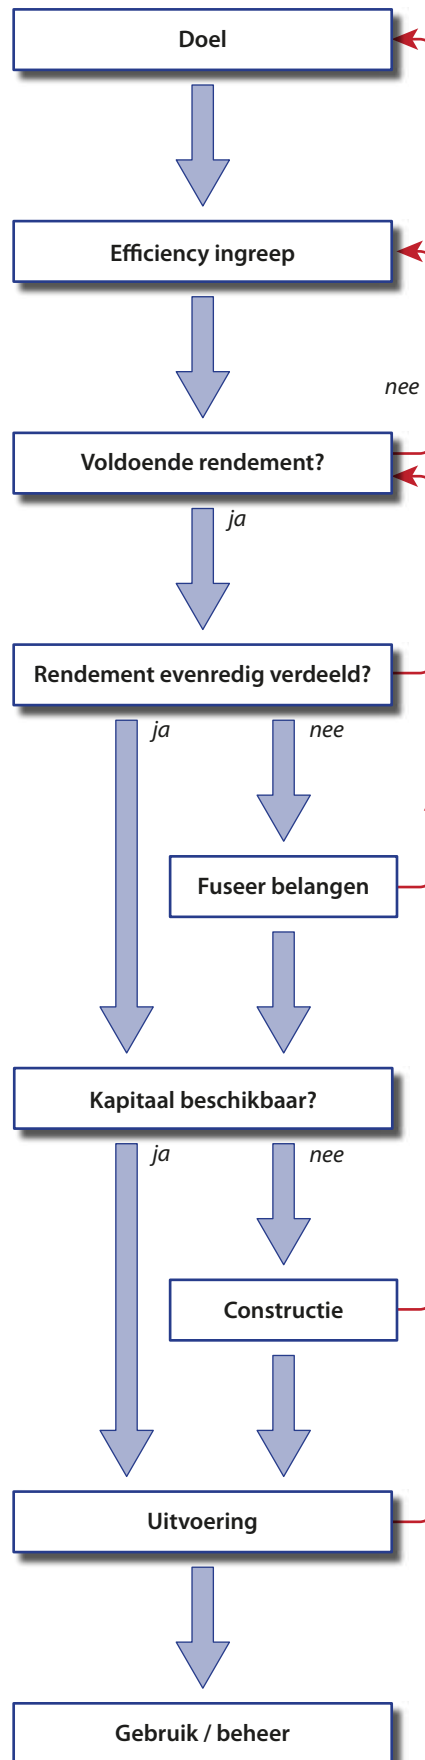 Doel
Efficiency ingreep
nee
Voldoende rendement?
ja
Rendement evenredig verdeeld?
ja
nee
Fuseer belangen
Kapitaal beschikbaar?
ja
nee
Constructie
Uitvoering
Gebruik / beheer